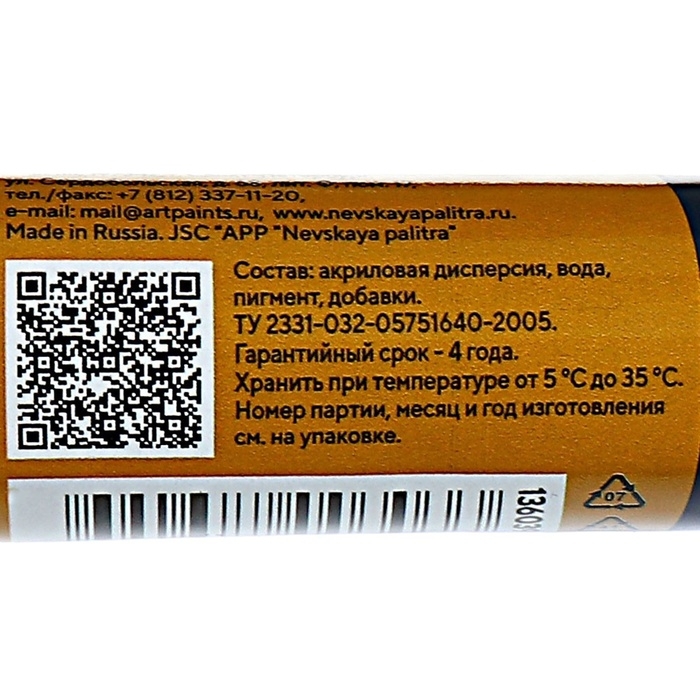 тел./факс: +7 (812) 337-11-20,
e-mail: mail@artpaints.ru, www.nevskayapalitra.ru.
Made in Russia. JSC "APP "Nevskaya palitra"
Состав: акриловая дисперсия, вода,
пигмент, добавки.
ТУ 2331-032-05751640-2005.
Гарантийный срок - 4 года.
Хранить при температуре от 5 °C до 35 °C.
Номер партии, месяц и год изготовления
см. на упаковке.
13603
07